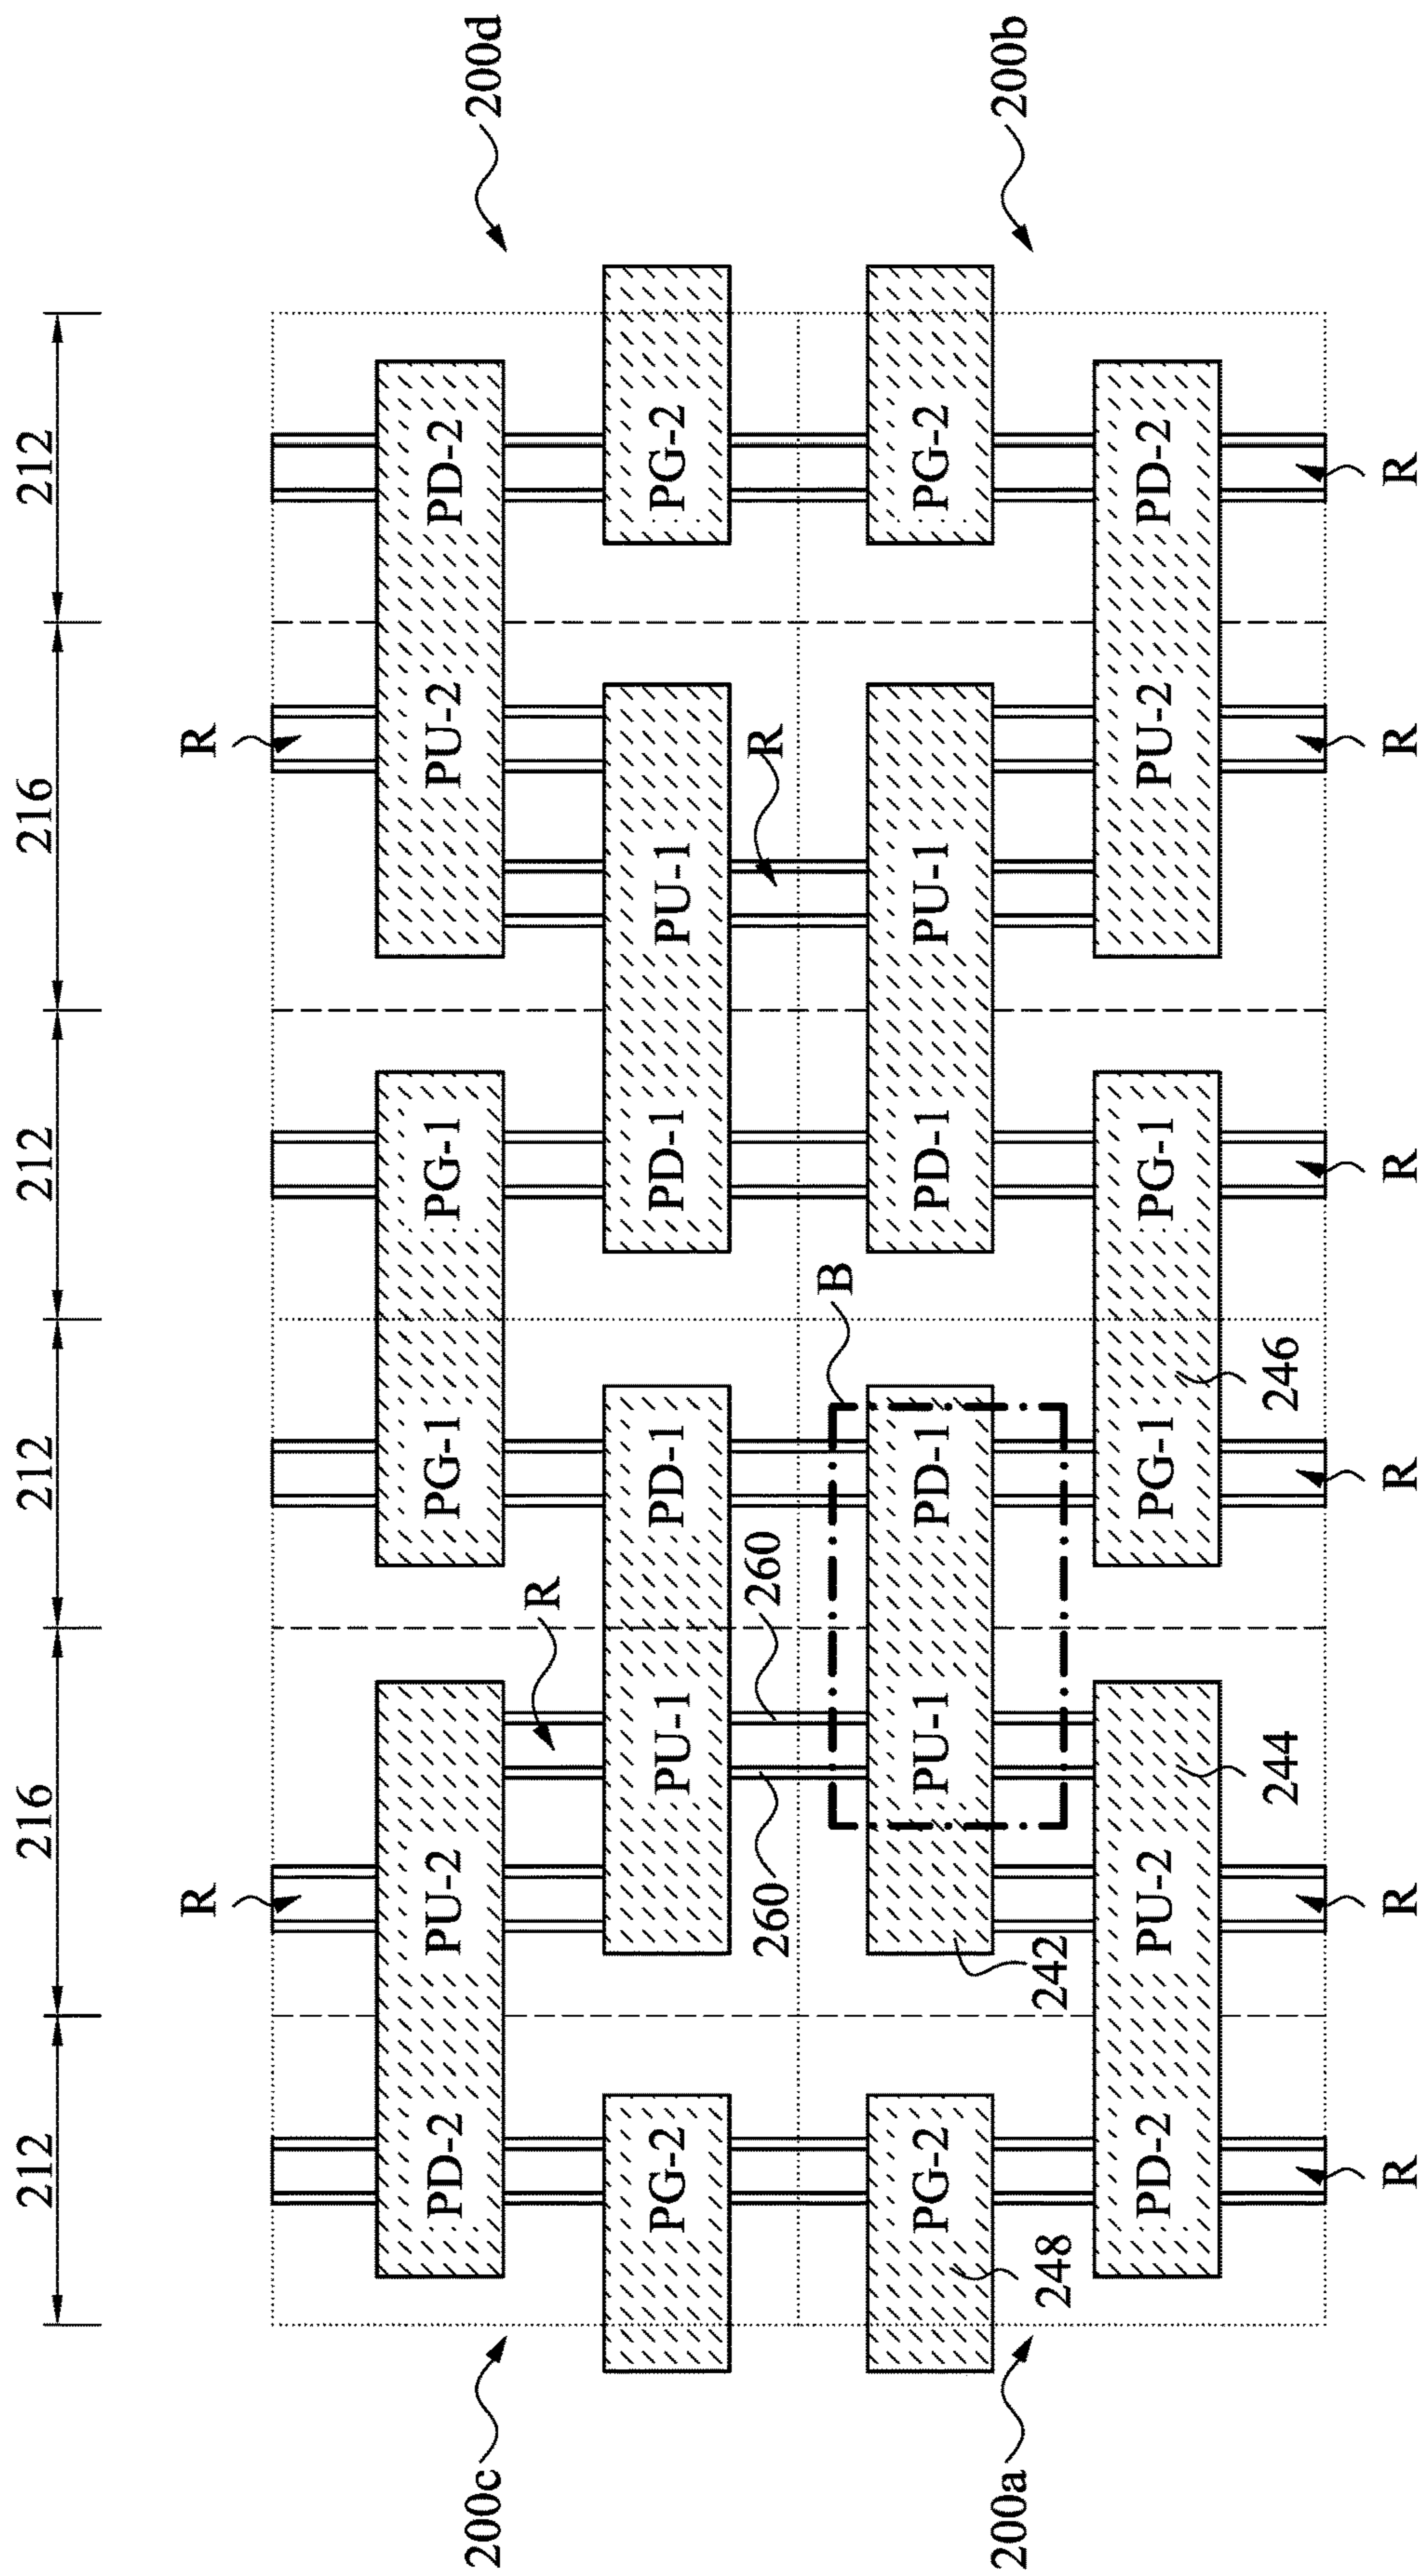 212 216 212 212 216 212
R R
PD-2 PU-2 PG-1 PG-1 PU-2 PD-2
200c 200d
R
PG-2 PU-1 PD-1 PD-1 PU-1 PG-2
260 260 R
B
PG-2 PU-1 PD-1 PD-1 PU-1 PG-2
200a 200b
248 242
PD-2 PU-2 PG-1 PG-1 PU-2 PD-2
244 246
R R R R R R